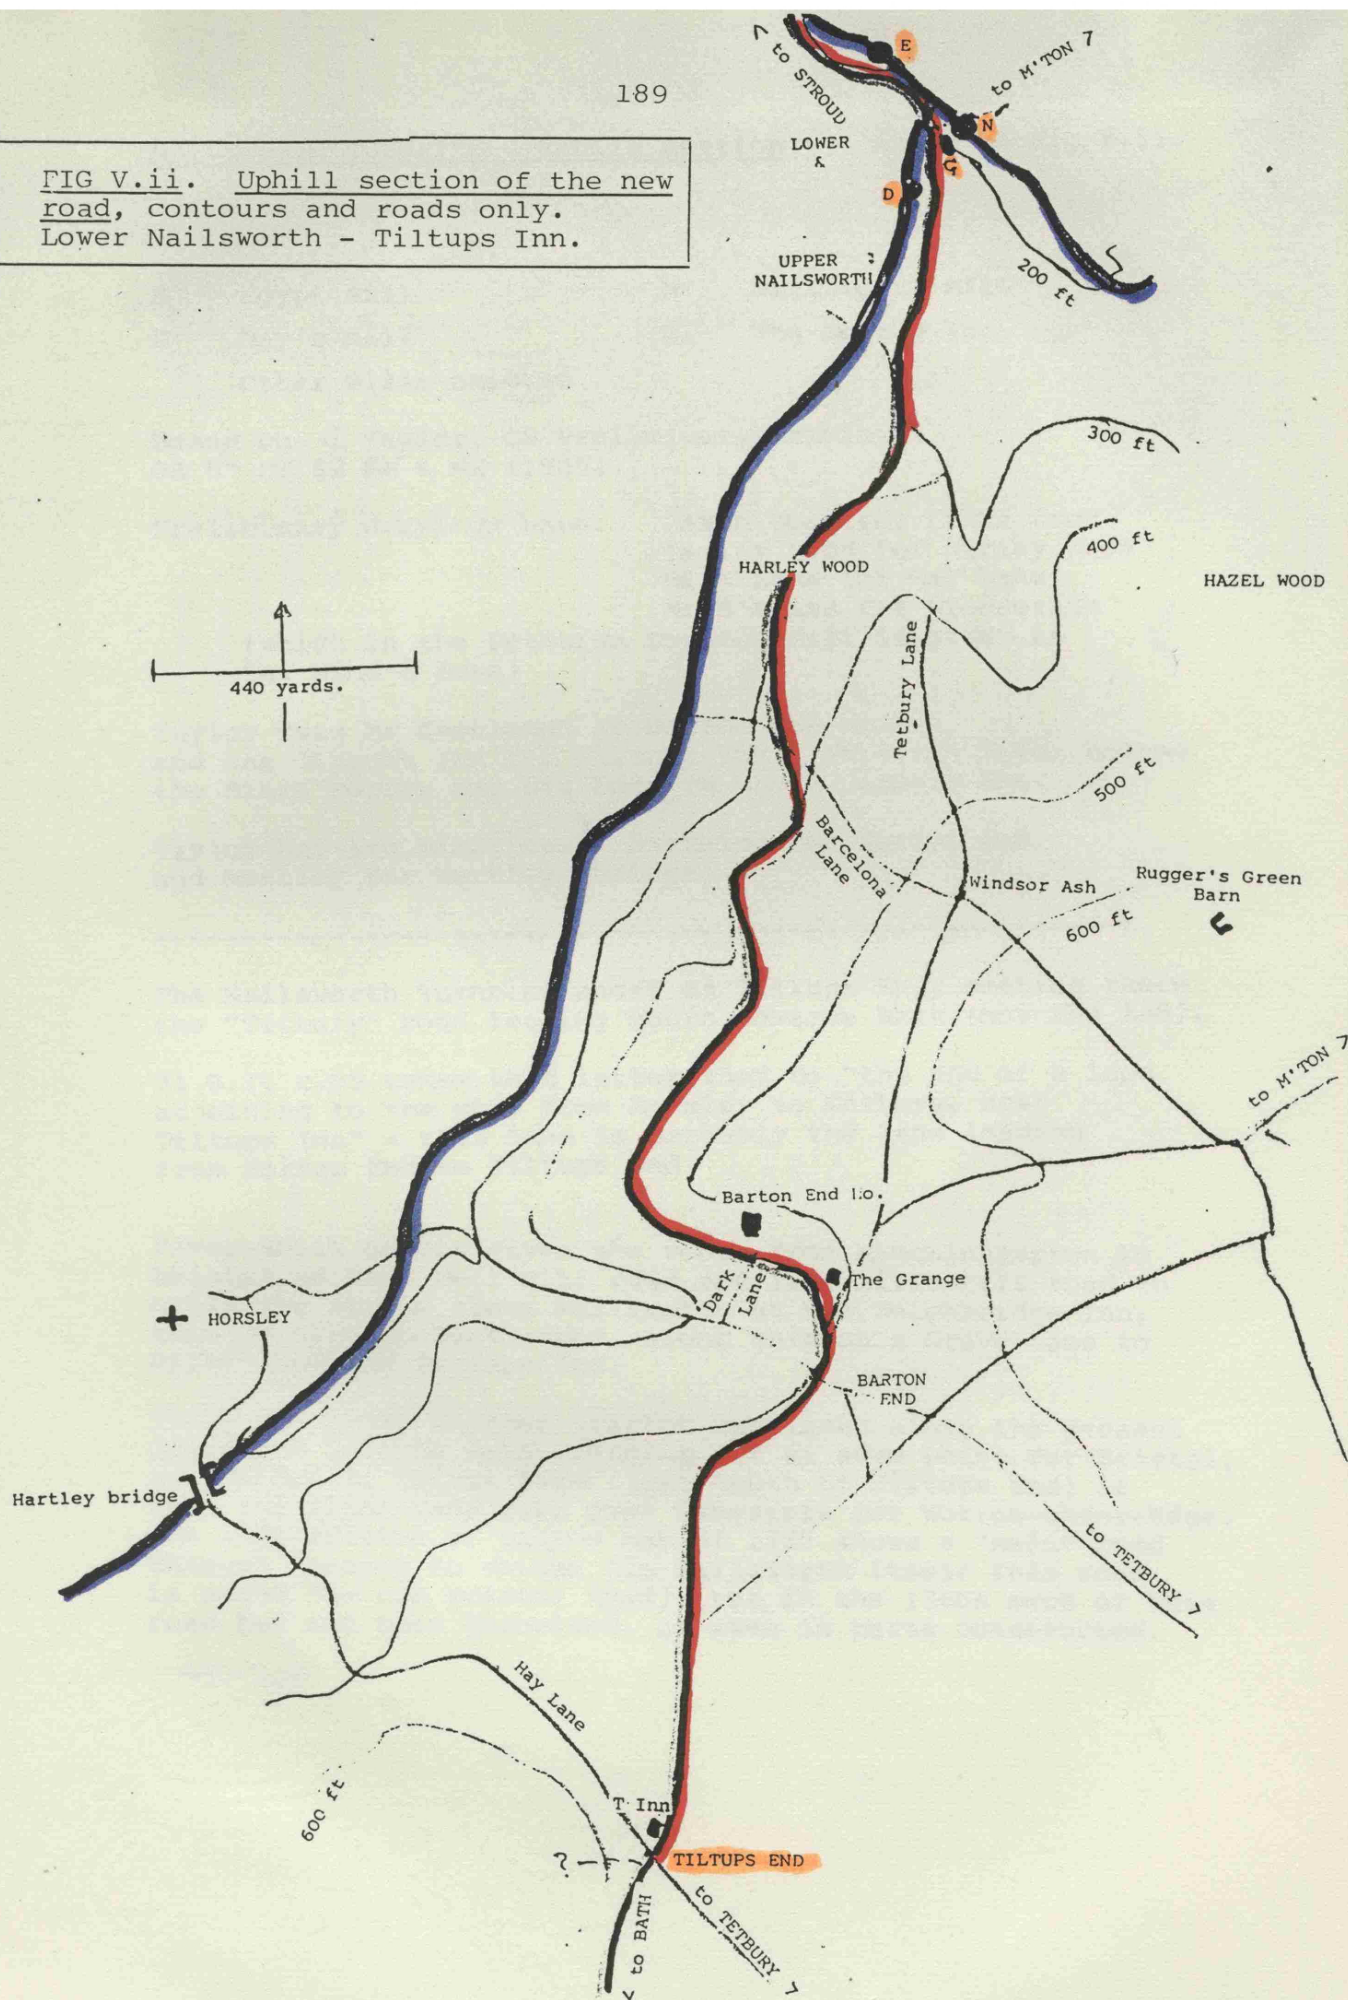 189
FIG V.ii. Uphill section of the new
road, contours and roads only.
Lower Nailsworth - Tiltups Inn.
< to STROUD
E
to M'TON 7
N
G
D
LOWER
&
UPPER
NAILSWORTH
200 ft
300 ft
400 ft
HARLEY WOOD
HAZEL WOOD
440 yards.
Tetbury Lane
500 ft
Barcelona
Lane
Windsor Ash
Rugger's Green
Barn
600 ft
to M'TON 7
Barton End Ho.
Dark
Lane
The Grange
HORSLEY
BARTON
END
Hartley bridge
to TETBURY >
Hay Lane
600 ft
T Inn
?
TILTUPS END
< to BATH
to TETBURY >